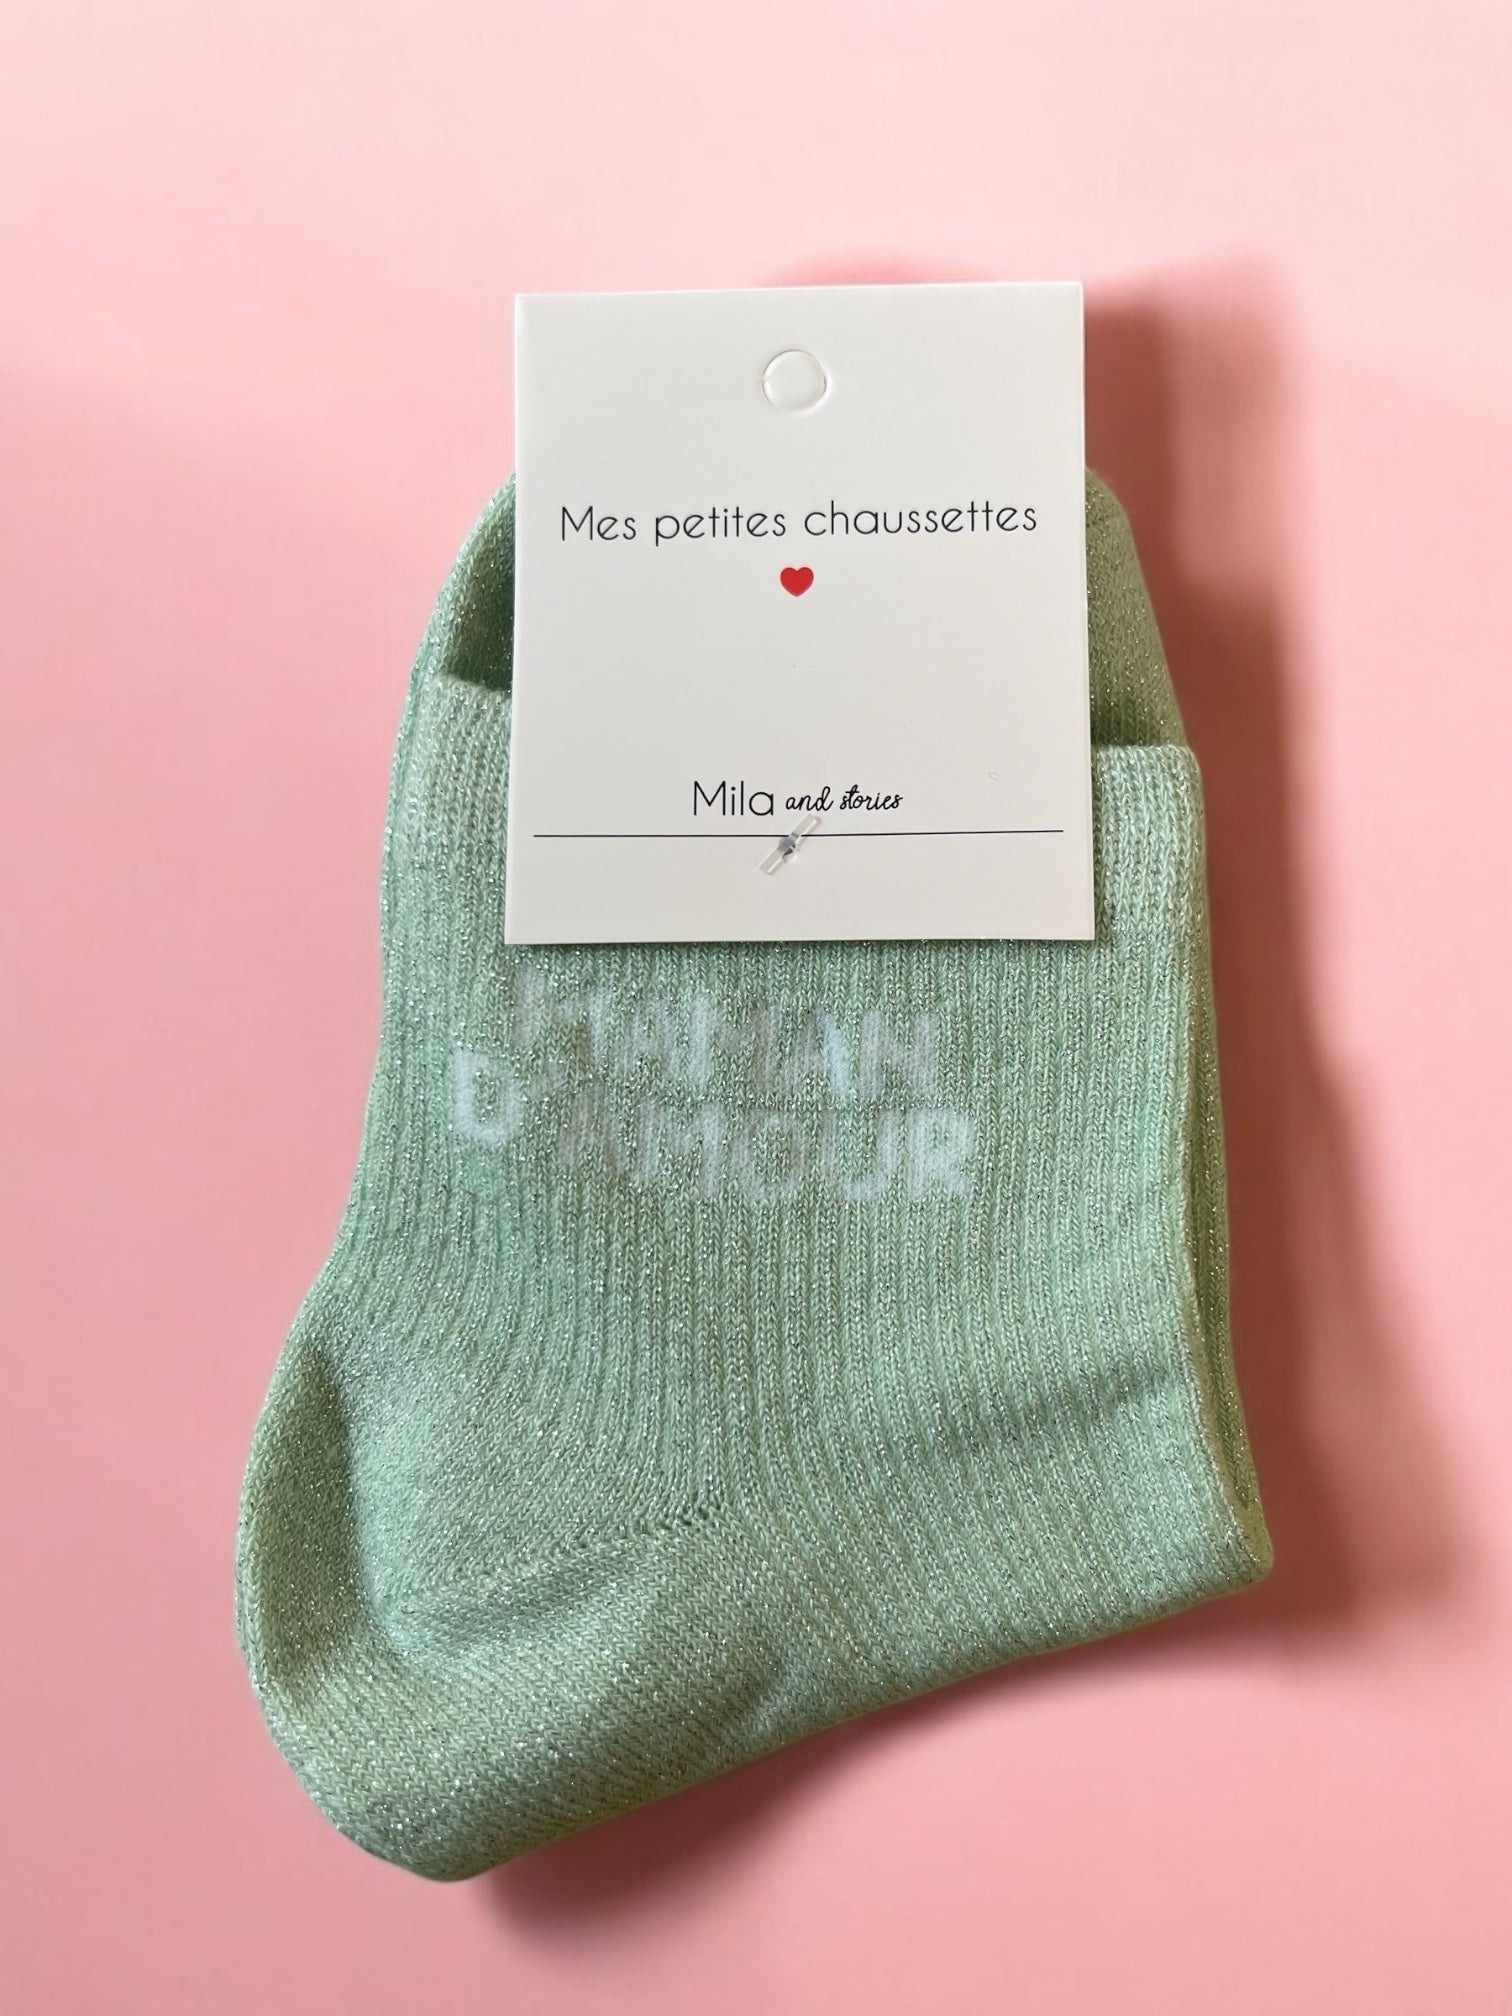 Mes petites chaussettes
Mila and stories
MAMAN
D'AMOUR